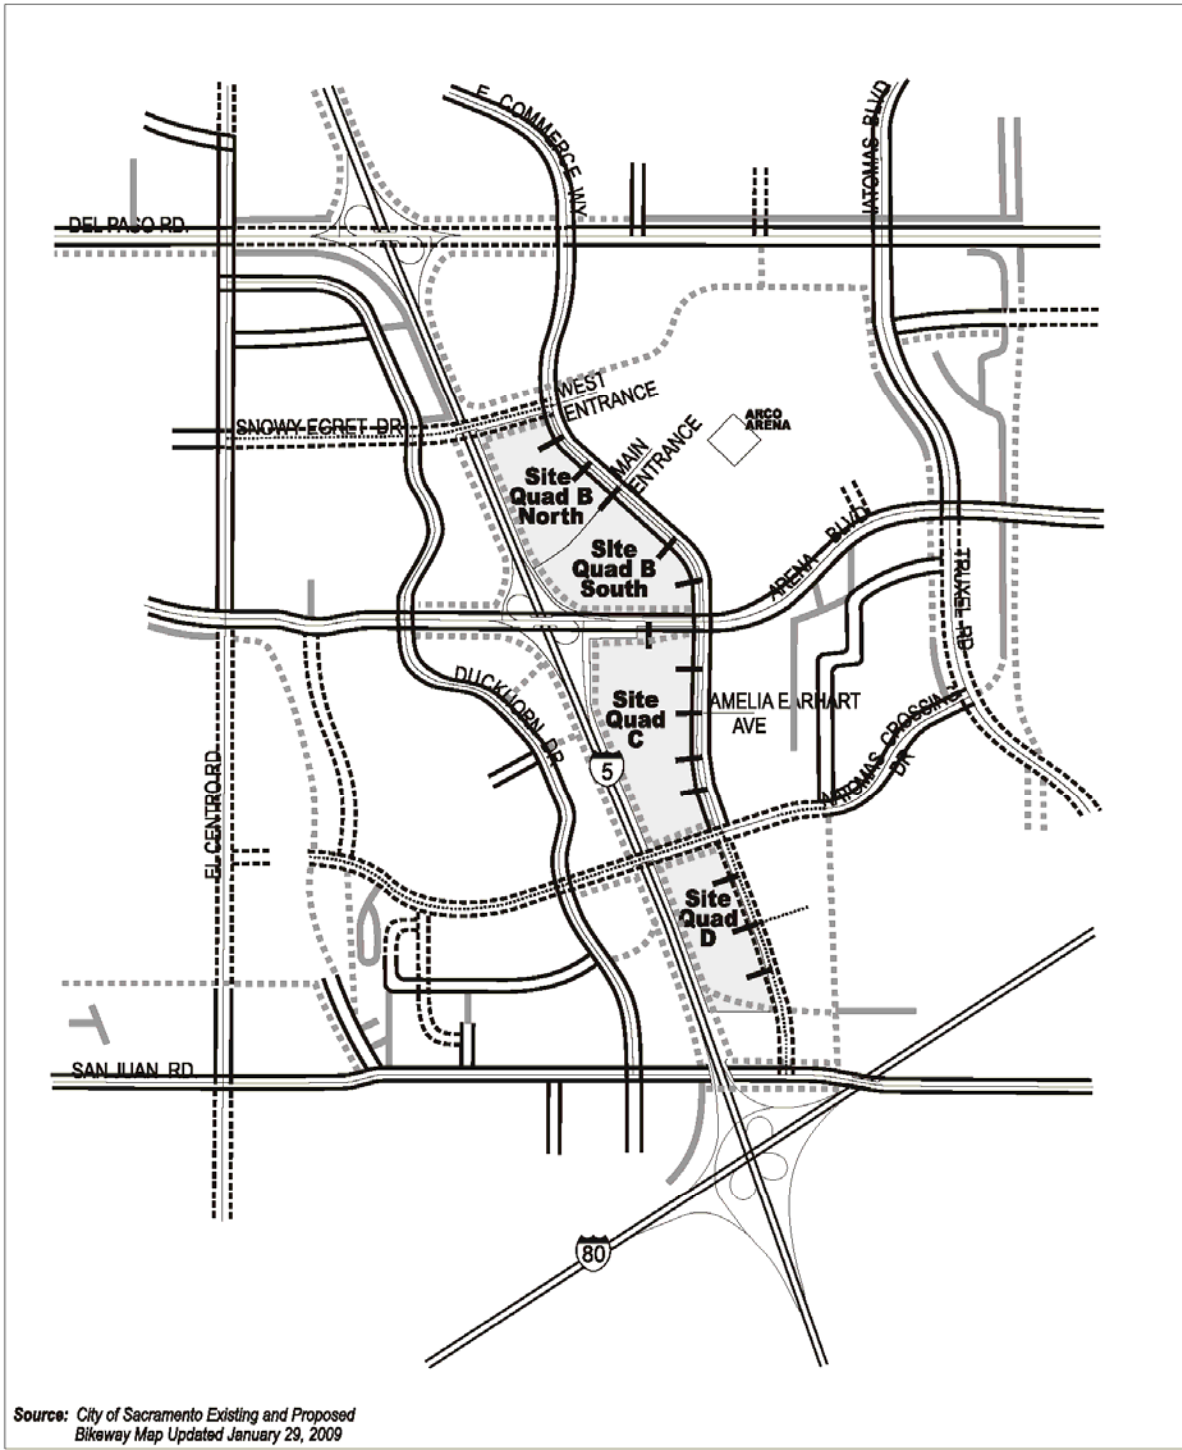 E COMMERCE WY
NATOMAS BLVD
DEL PASO RD.
WEST
ENTRANCE
SNOWY EGRET DR
ARCO
ARENA
MAIN
ENTRANCE
Site
Quad B
North
Site
Quad B
South
ARENA BLVD
TRUXEL RD
DUCKHORN DR
Site
Quad
C
AMELIA EARHART
AVE
5
NATOMAS CROSSING
DR
EL CENTRO RD
Site
Quad
D
SAN JUAN RD.
80
Source: City of Sacramento Existing and Proposed
Bikeway Map Updated January 29, 2009